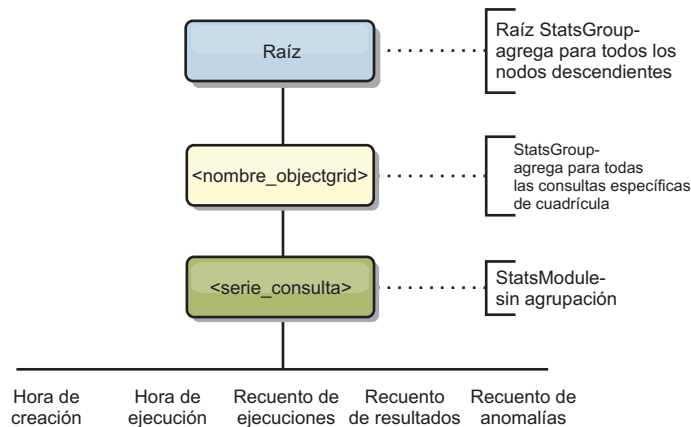 Raíz
Raíz StatsGroup-
agrega para todos los
nodos descendientes
<nombre_objectgrid>
StatsGroup-
agrega para todas
las consultas específicas
de cuadrícula
<serie_consulta>
StatsModule-
sin agrupación
Hora de
creación
Hora de
ejecución
Recuento de
ejecuciones
Recuento
de resultados
Recuento de
anomalías